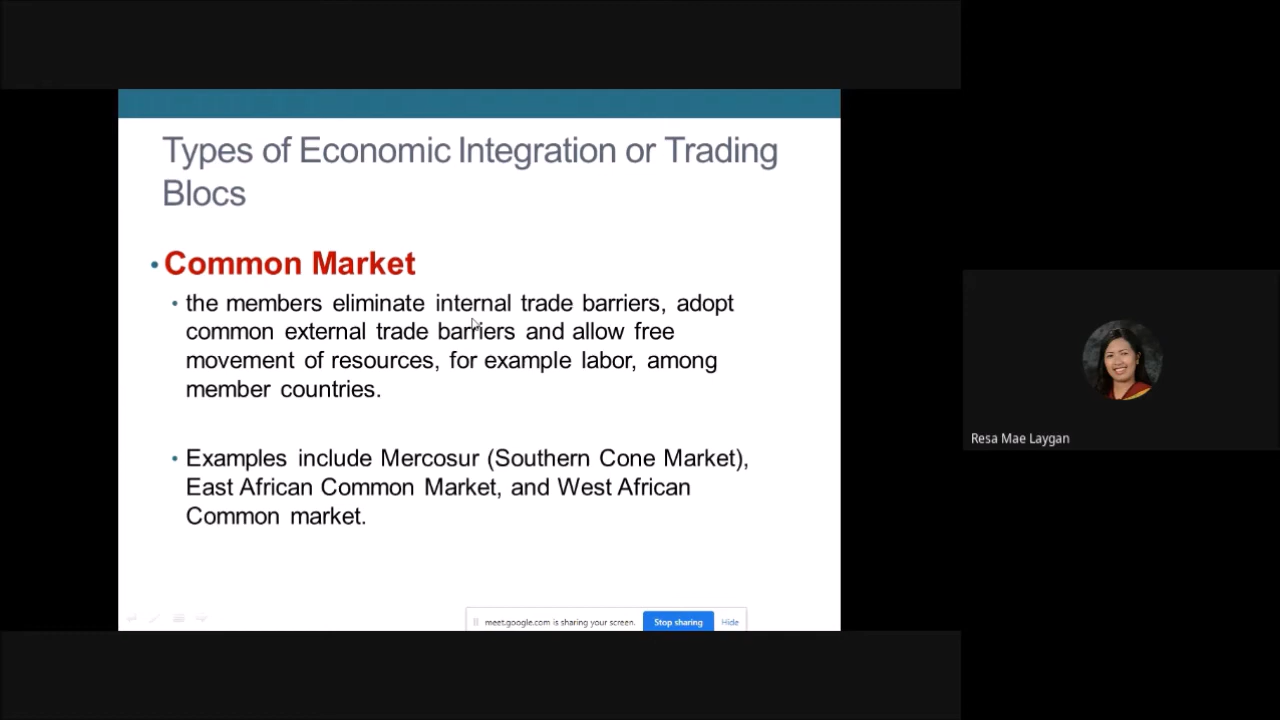 Types of Economic Integration or Trading
Blocs
• Common Market
• the members eliminate internal trade barriers, adopt
common external trade barriers and allow free
movement of resources, for example labor, among
member countries.
• Examples include Mercosur (Southern Cone Market),
East African Common Market, and West African
Common market.
meet.google.com is sharing your screen.
Stop sharing
Hide
Resa Mae Laygan